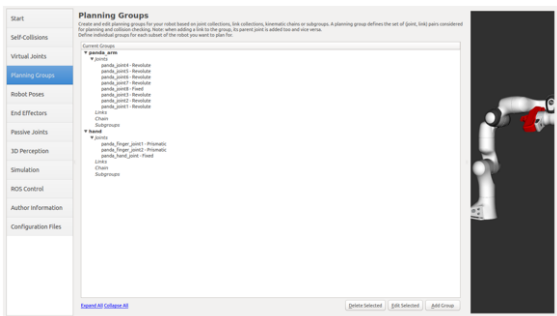 Start
Self-Collisions
Virtual Joints
Planning Groups
Robot Poses
End Effectors
Passive Joints
3D Perception
Simulation
ROS Control
Author Information
Configuration Files
Planning Groups
Create and edit planning groups for your robot based on joint collections, link collections, kinematic chains or subgroups. A planning group defines the set of (joint, link) pairs considered
for planning and collision checking. Note: when adding a link to the group, its parent joint is added too and vice versa.
Define individual groups for each subset of the robot you want to plan for.
Current Groups
panda_arm
Joints
panda_joint4 - Revolute
panda_joint5 - Revolute
panda_joint6 - Revolute
panda_joint7 - Revolute
panda_joint8 - Fixed
panda_joint3 - Revolute
panda_joint2 - Revolute
panda_joint1 - Revolute
Links
Chain
Subgroups
hand
Joints
panda_finger_joint1 - Prismatic
panda_finger_joint2 - Prismatic
panda_hand_joint - Fixed
Links
Chain
Subgroups
Expand All Collapse All
Delete Selected
Edit Selected
Add Group